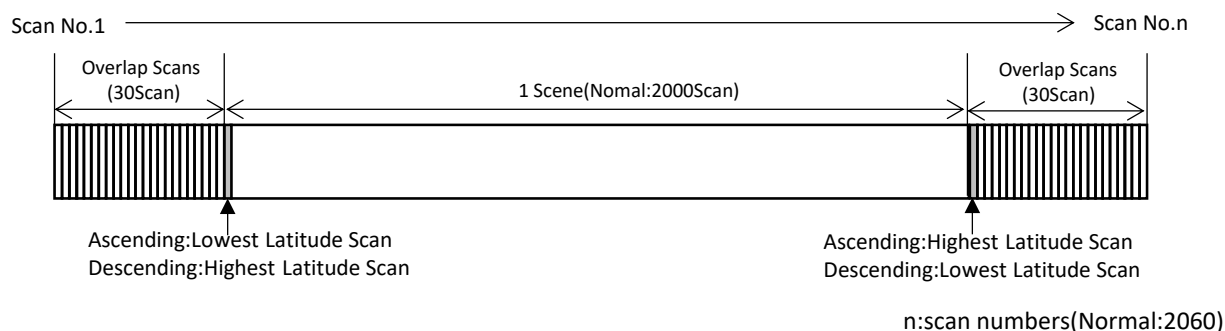 Scan No.1
Scan No.n
Overlap Scans
(30Scan)
1 Scene(Nomal:2000Scan)
Overlap Scans
(30Scan)
Ascending:Lowest Latitude Scan
Descending:Highest Latitude Scan
Ascending:Highest Latitude Scan
Descending:Lowest Latitude Scan
n:scan numbers(Normal:2060)